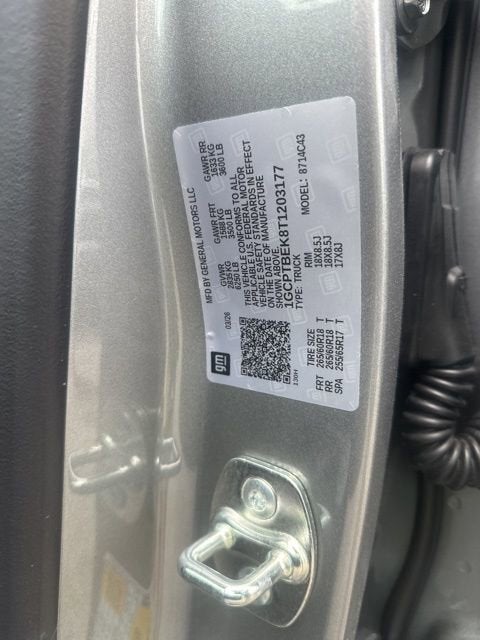 MFD BY GENERAL MOTORS LLC
03/26
GVWR
2835 KG
6250 LB
GAWR FRT
1588 KG
3500 LB
GAWR RR
1633 KG
3600 LB
THIS VEHICLE CONFORMS TO ALL
APPLICABLE U.S. FEDERAL MOTOR
VEHICLE SAFETY STANDARDS IN EFFECT
ON THE DATE OF MANUFACTURE
SHOWN ABOVE.
1GCPTBEK8T1203177
TYPE: TRUCK
MODEL: 8714C43
TIRE SIZE RIM
FRT 265/60R18 T 18X8.5J
RR 265/60R18 T 18X8.5J
SPA 255/65R17 T 17X8J
gm